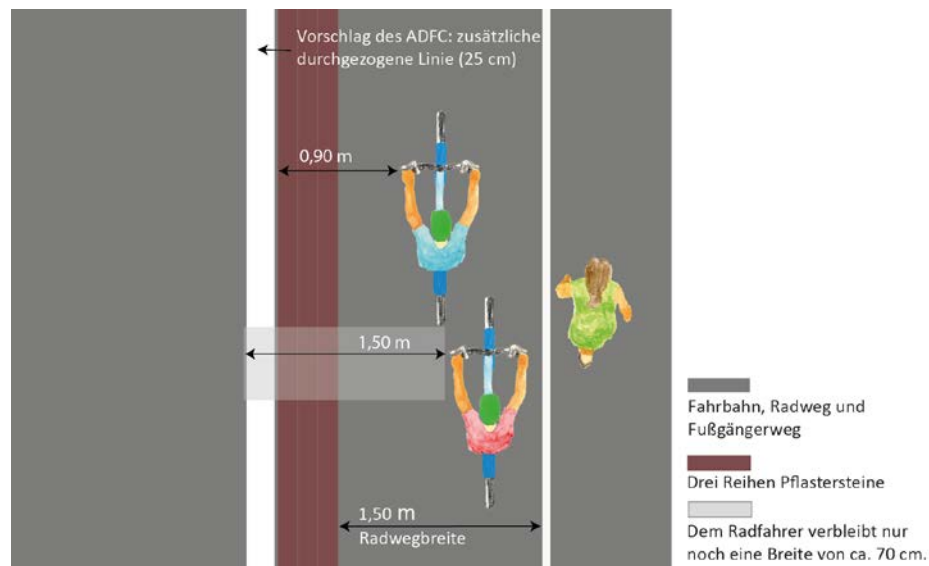 Vorschlag des ADFC: zusätzliche
durchgezogene Linie (25 cm)
0,90 m
1,50 m
1,50 m
Radwegbreite
Fahrbahn, Radweg und
Fußgängerweg
Drei Reihen Pflastersteine
Dem Radfahrer verbleibt nur
noch eine Breite von ca. 70 cm.